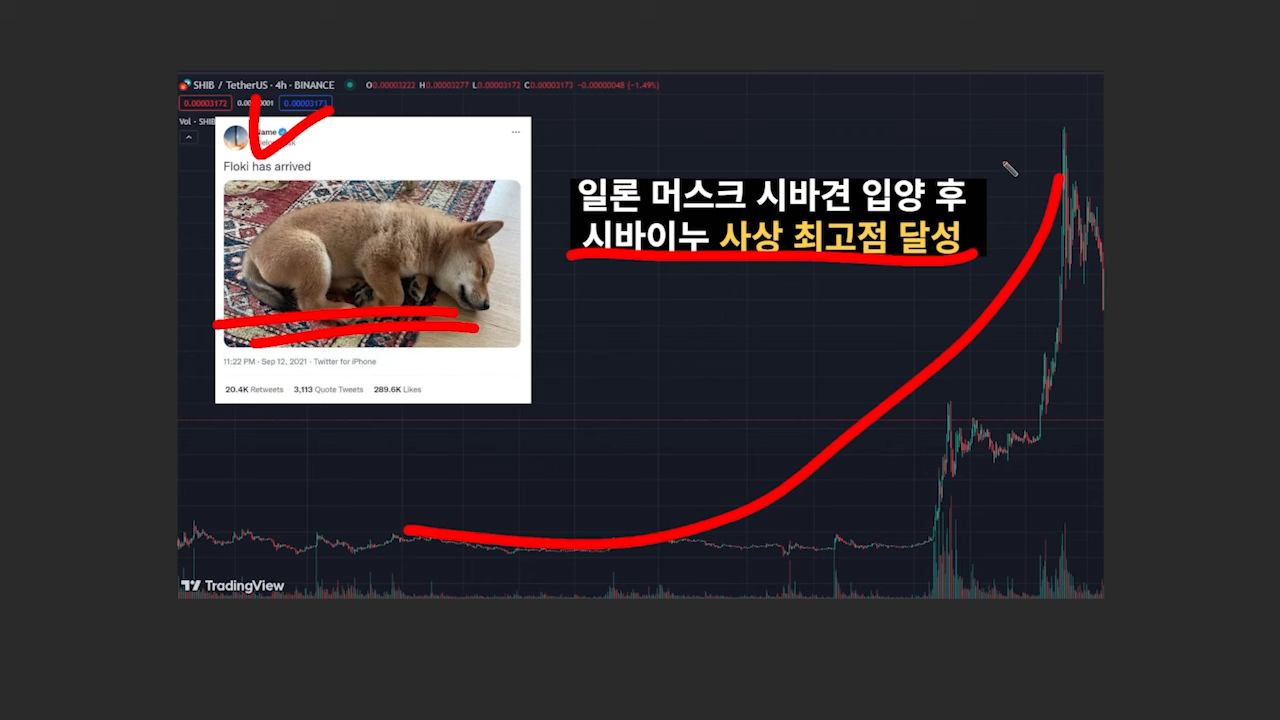 SHIB / TetherUS · 4h · BINANCE O0.00003222 H0.00003277 L0.00003172 C0.00003173 −0.00000048 (−1.49%)
0.00003172 0.00003173
Vol · SHIB
Floki has arrived
일론 머스크 시바견 입양 후
시바이누 사상 최고점 달성
11:22 PM · Sep 12, 2021 · Twitter for iPhone
20.4K Retweets 3,113 Quote Tweets 289.6K Likes
TradingView